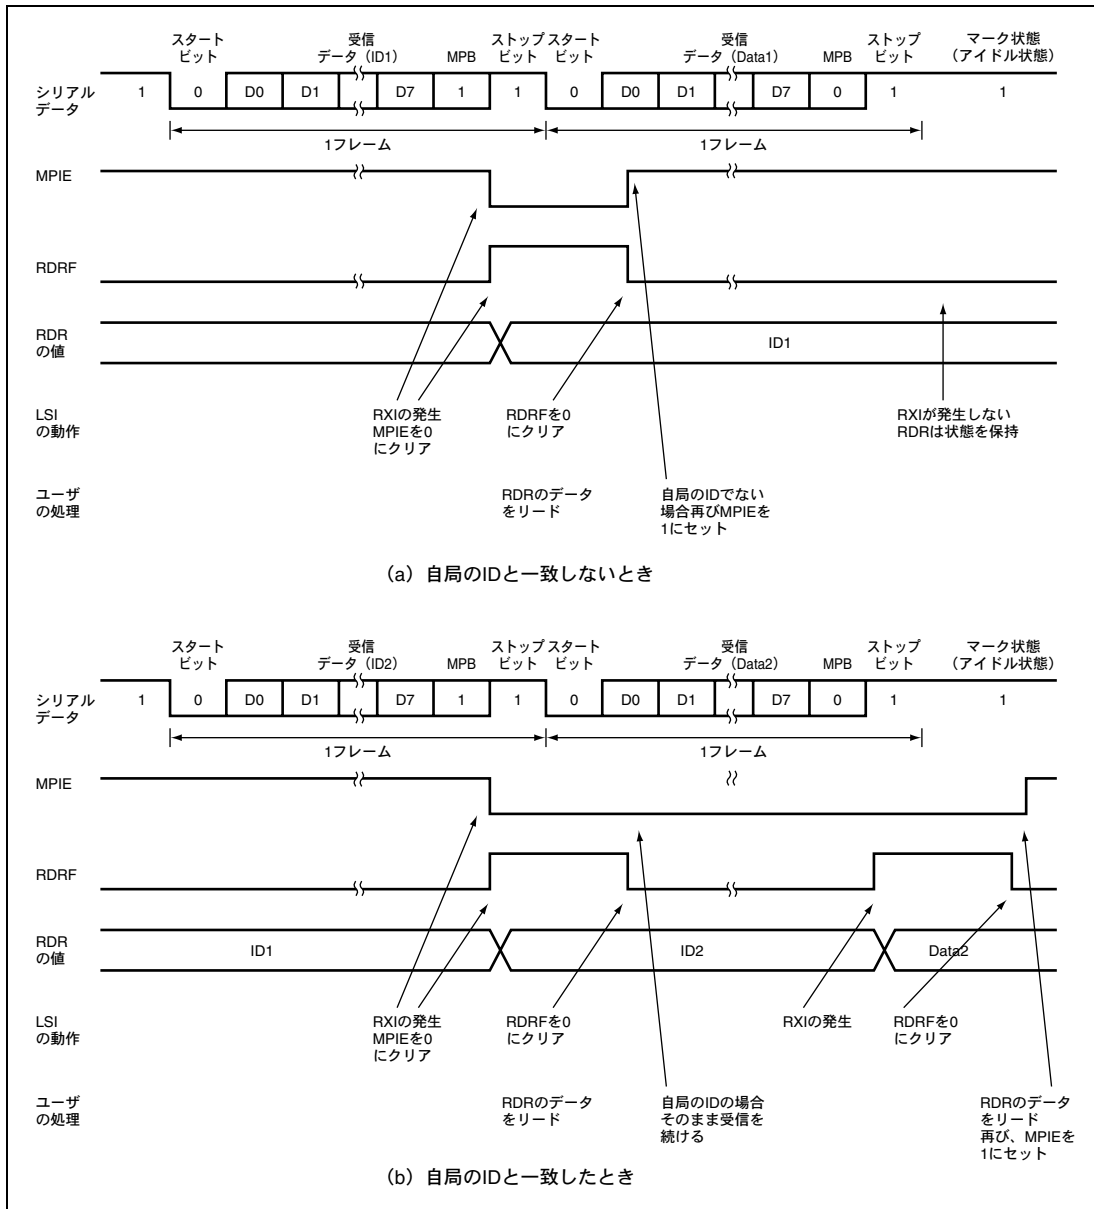 スタート
ビット
受信
データ（ID1）
MPB
ストップ
ビット
スタート
ビット
受信
データ（Data1）
MPB
ストップ
ビット
マーク状態
（アイドル状態）
シリアル
データ
1 0 D0 D1 D7 1 1 0 D0 D1 D7 0 1 1
1フレーム 1フレーム
MPIE
RDRF
RDR
の値
ID1
LSI
の動作
RXIの発生
MPIEを0
にクリア
RDRFを0
にクリア
RXIが発生しない
RDRは状態を保持
ユーザ
の処理
RDRのデータ
をリード
自局のIDでない
場合再びMPIEを
1にセット
（a）自局のIDと一致しないとき
スタート
ビット
受信
データ（ID2）
MPB
ストップ
ビット
スタート
ビット
受信
データ（Data2）
MPB
ストップ
ビット
マーク状態
（アイドル状態）
シリアル
データ
1 0 D0 D1 D7 1 1 0 D0 D1 D7 0 1 1
1フレーム 1フレーム
MPIE
RDRF
RDR
の値
ID1 ID2 Data2
LSI
の動作
RXIの発生
MPIEを0
にクリア
RDRFを0
にクリア
RXIの発生
RDRFを0
にクリア
ユーザ
の処理
RDRのデータ
をリード
自局のIDの場合
そのまま受信を
続ける
RDRのデータ
をリード
再び、MPIEを
1にセット
（b）自局のIDと一致したとき